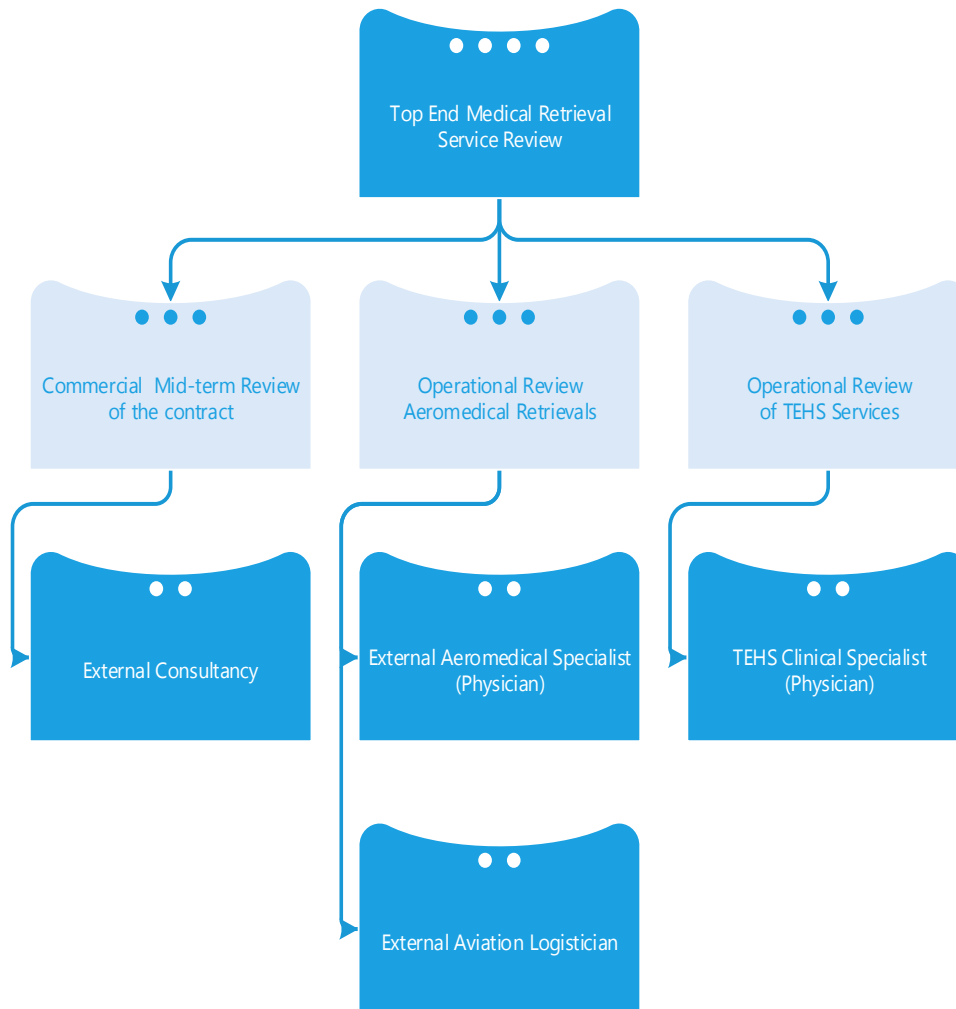 Top End Medical Retrieval
Service Review
Commercial Mid-term Review
of the contract
Operational Review
Aeromedical Retrievals
Operational Review
of TEHS Services
External Consultancy
External Aeromedical Specialist
(Physician)
TEHS Clinical Specialist
(Physician)
External Aviation Logistician